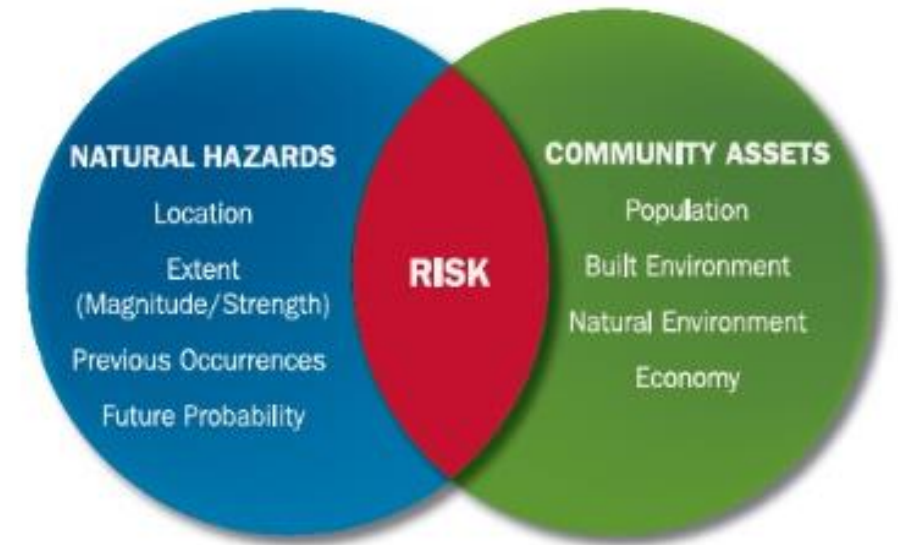 NATURAL HAZARDS
Location
Extent
(Magnitude/Strength)
Previous Occurrences
Future Probability
RISK
COMMUNITY ASSETS
Population
Built Environment
Natural Environment
Economy